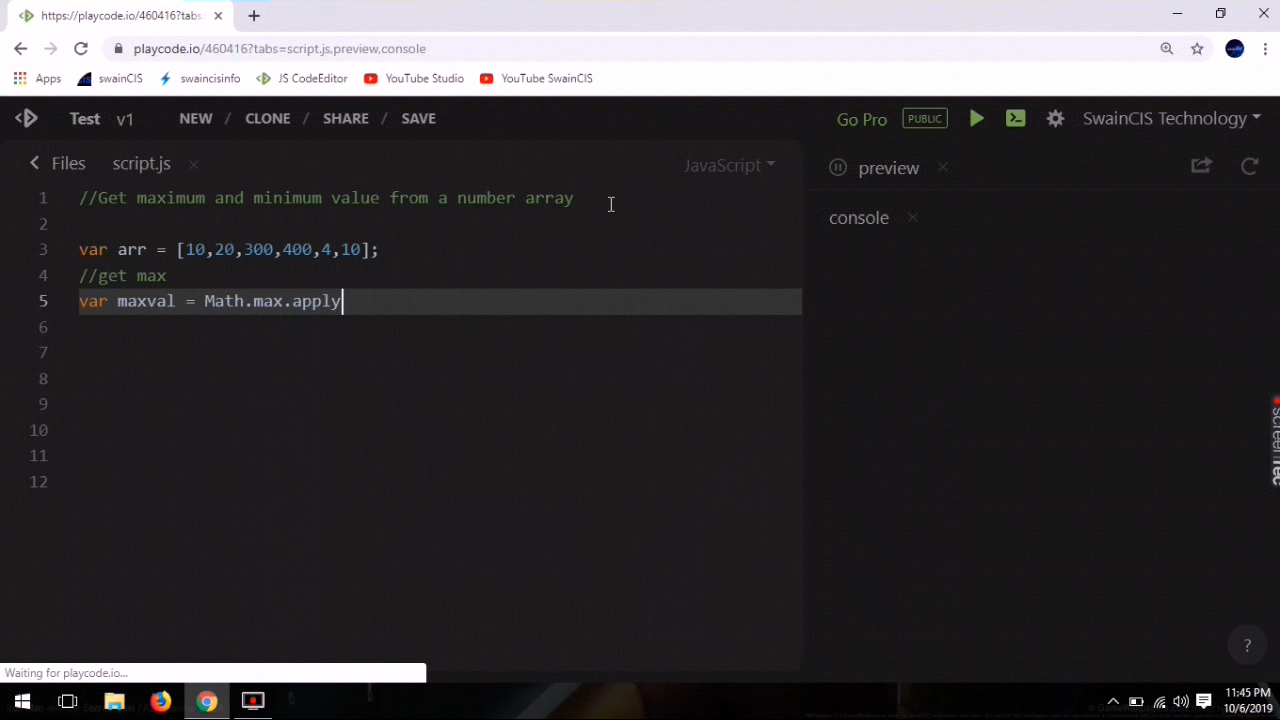 https://playcode.io/460416?tabs=
playcode.io/460416?tabs=script.js,preview,console
Apps swainCIS swaincisinfo JS CodeEditor YouTube Studio YouTube SwainCIS
Test v1 NEW / CLONE / SHARE / SAVE Go Pro PUBLIC SwainCIS Technology
Files script.js JavaScript preview
console
1 //Get maximum and minimum value from a number array
2
3 var arr = [10,20,300,400,4,10];
4 //get max
5 var maxval = Math.max.apply
6
7
8
9
10
11
12
?
Waiting for playcode.io...
11:45 PM
10/6/2019